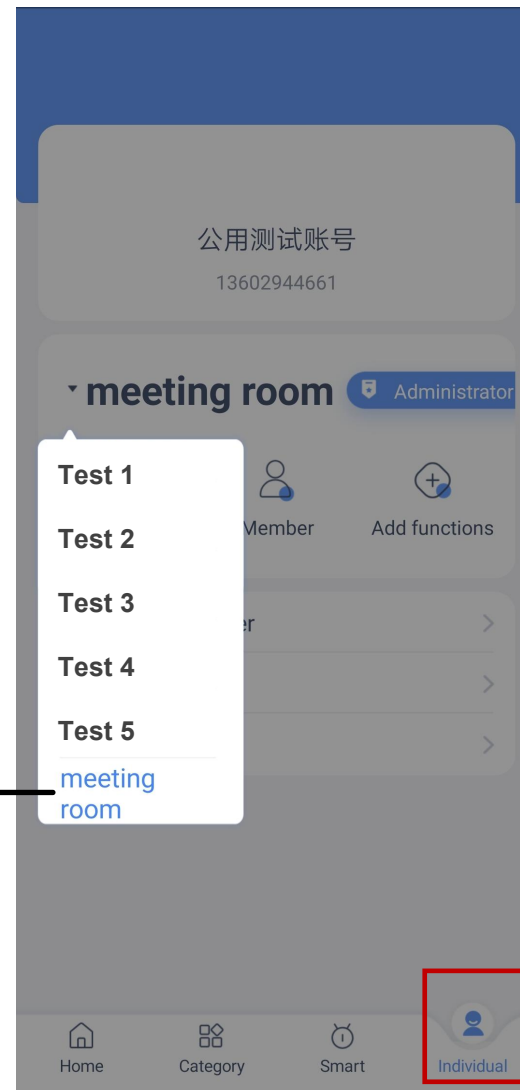 公用测试账号
13602944661
meeting room
Administrator
Test 1
Test 2
Test 3
Test 4
Test 5
meeting
room
Member
Add functions
er
Home
Category
Smart
Individual